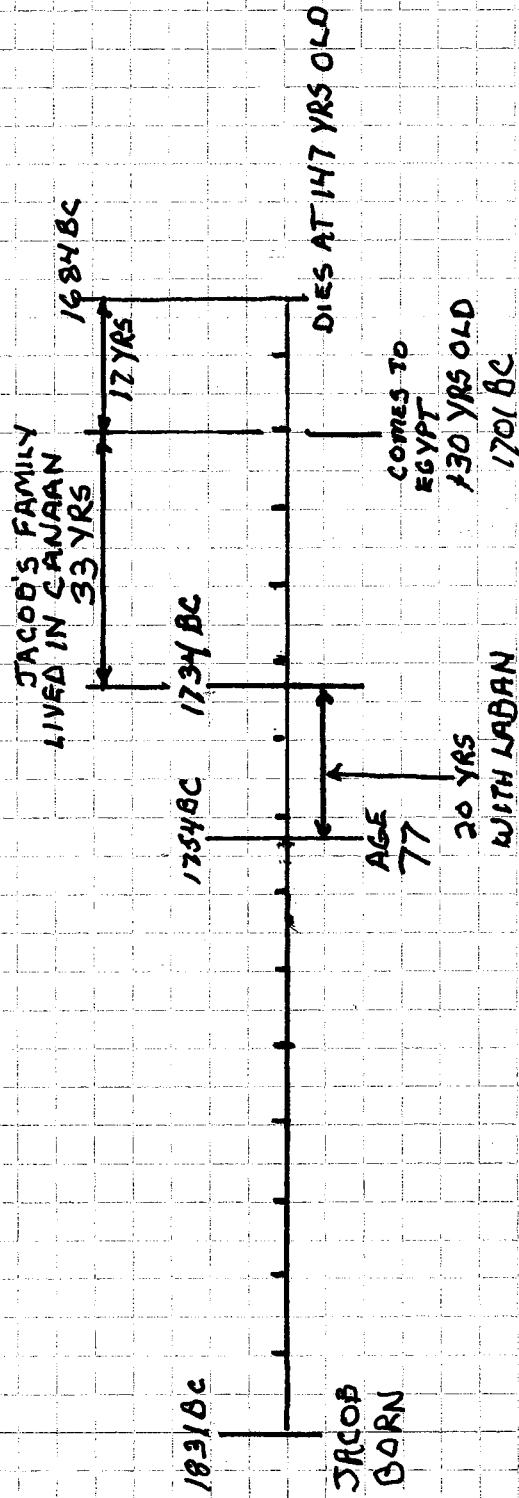 JACOB'S FAMILY
LIVED IN CANAAN
33 YRS
17 YRS
1684 BC
1831 BC
1754 BC
1734 BC
JACOB
BORN
AGE
77
20 YRS
WITH LABAN
COMES TO
EGYPT
130 YRS OLD
1701 BC
DIES AT 147 YRS OLD